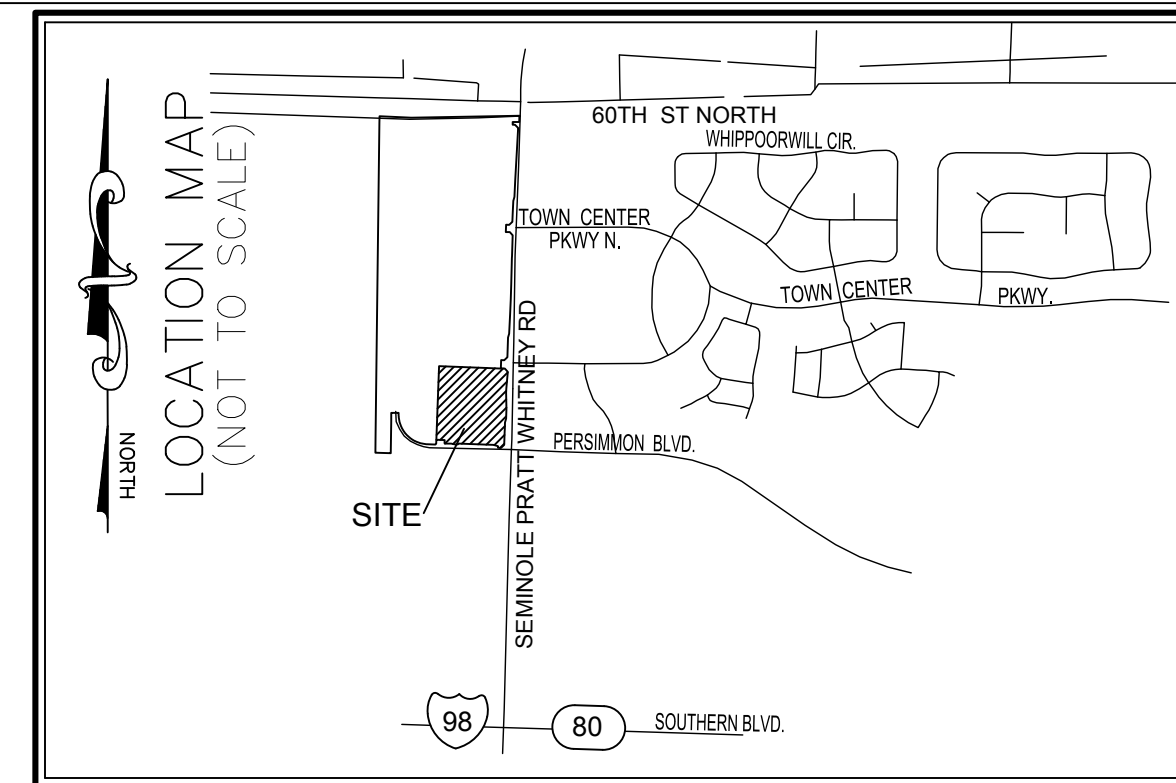 LOCATION MAP
(NOT TO SCALE)
NORTH
60TH ST NORTH
WHIPPOORWILL CIR.
TOWN CENTER
PKWY N.
TOWN CENTER PKWY.
SEMINOLE PRATT WHITNEY RD
PERSIMMON BLVD.
SITE
98
80
SOUTHERN BLVD.